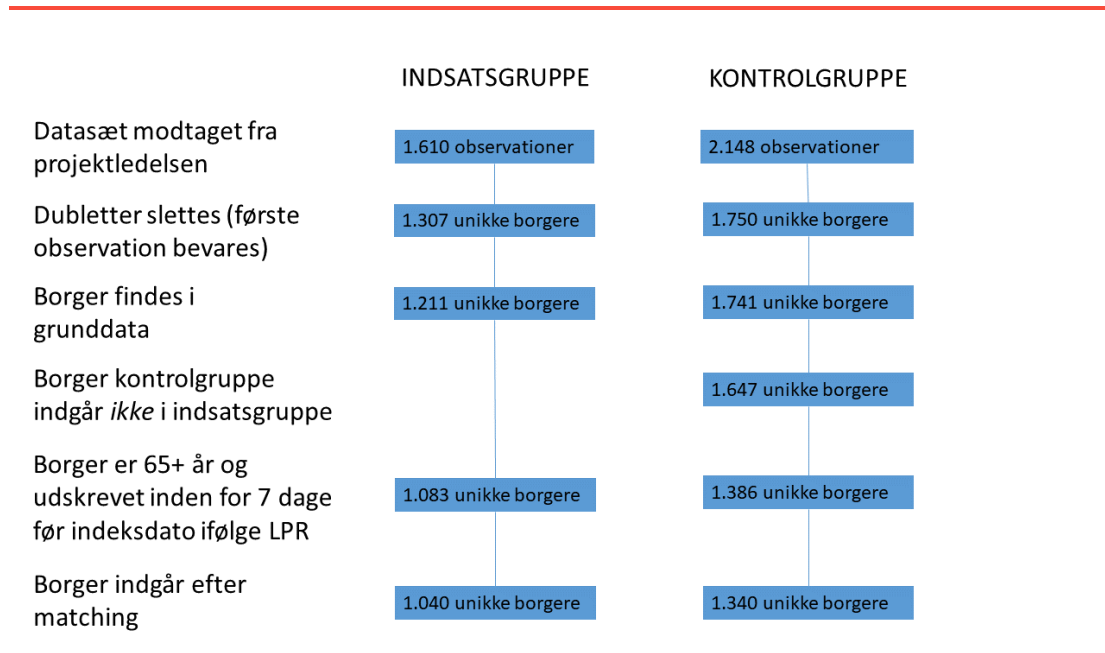 INDSATSGRUPPE
KONTROLGRUPPE
Datasæt modtaget fra
projektledelsen
1.610 observationer
2.148 observationer
Dubletter slettes (første
observation bevares)
1.307 unikke borgere
1.750 unikke borgere
Borger findes i
grunddata
1.211 unikke borgere
1.741 unikke borgere
Borger kontrolgruppe
indgår ikke i indsatsgruppe
1.647 unikke borgere
Borger er 65+ år og
udskrevet inden for 7 dage
før indeksdato ifølge LPR
1.083 unikke borgere
1.386 unikke borgere
Borger indgår efter
matching
1.040 unikke borgere
1.340 unikke borgere